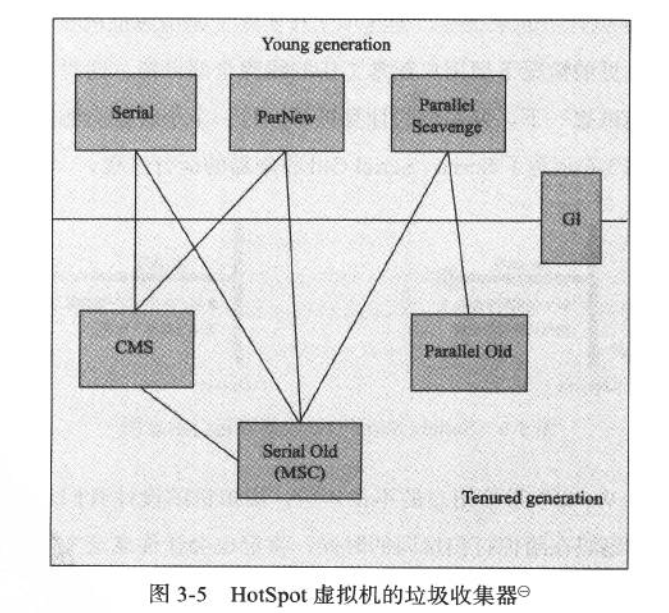 Young generation
Serial
ParNew
Parallel
Scavenge
G1
CMS
Parallel Old
Serial Old
(MSC)
Tenured generation
图 3-5 HotSpot 虚拟机的垃圾收集器㊀